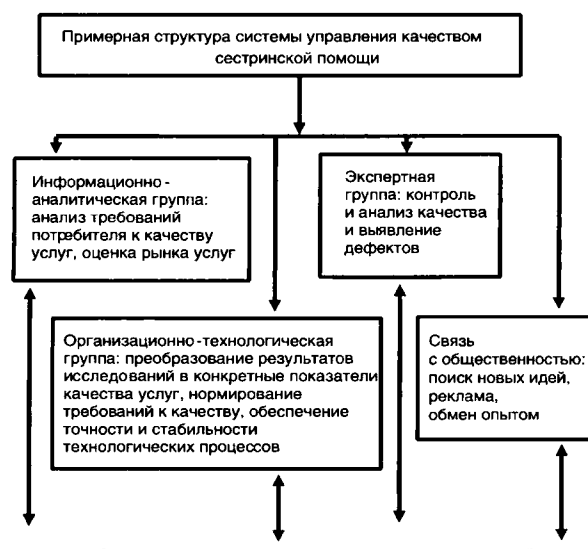 Примерная структура системы управления качеством
сестринской помощи
Информационно-
аналитическая группа:
анализ требований
потребителя к качеству
услуг, оценка рынка услуг
Экспертная
группа: контроль
и анализ качества
и выявление
дефектов
Организационно-технологическая
группа: преобразование результатов
исследований в конкретные показатели
качества услуг, нормирование
требований к качеству, обеспечение
точности и стабильности
технологических процессов
Связь
с общественностью:
поиск новых идей,
реклама,
обмен опытом